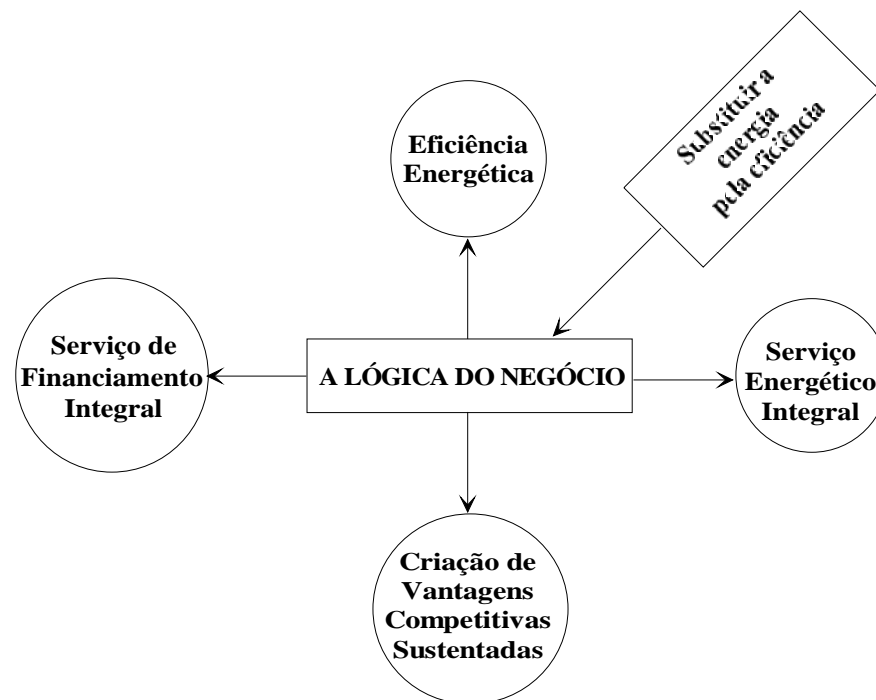 Substituir a
energia
pela eficiência
Eficiência
Energética
Serviço de
Financiamento
Integral
A LÓGICA DO NEGÓCIO
Serviço
Energético
Integral
Criação de
Vantagens
Competitivas
Sustentadas